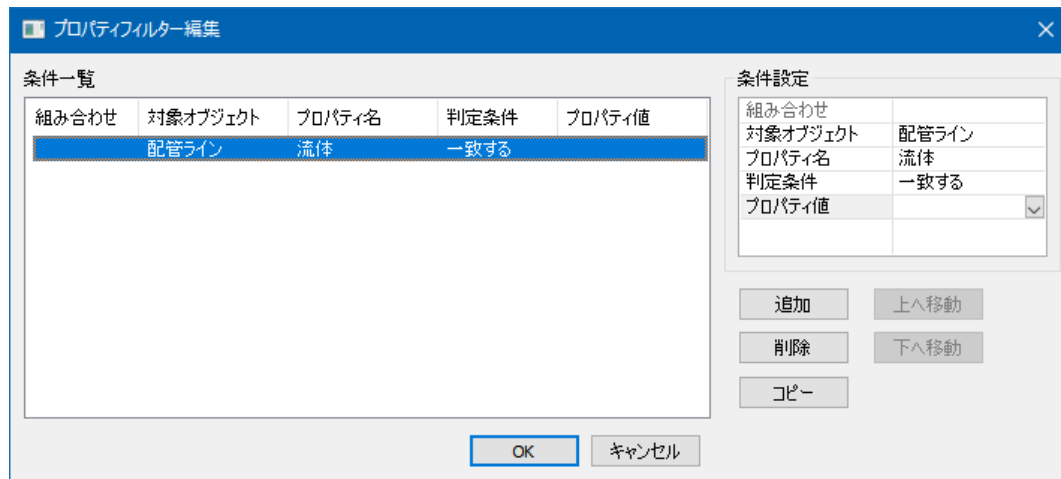 プロパティフィルター編集
条件一覧
組み合わせ 対象オブジェクト プロパティ名 判定条件 プロパティ値
配管ライン 流体 一致する
条件設定
組み合わせ
対象オブジェクト 配管ライン
プロパティ名 流体
判定条件 一致する
プロパティ値
追加 上へ移動
削除 下へ移動
コピー
OK キャンセル